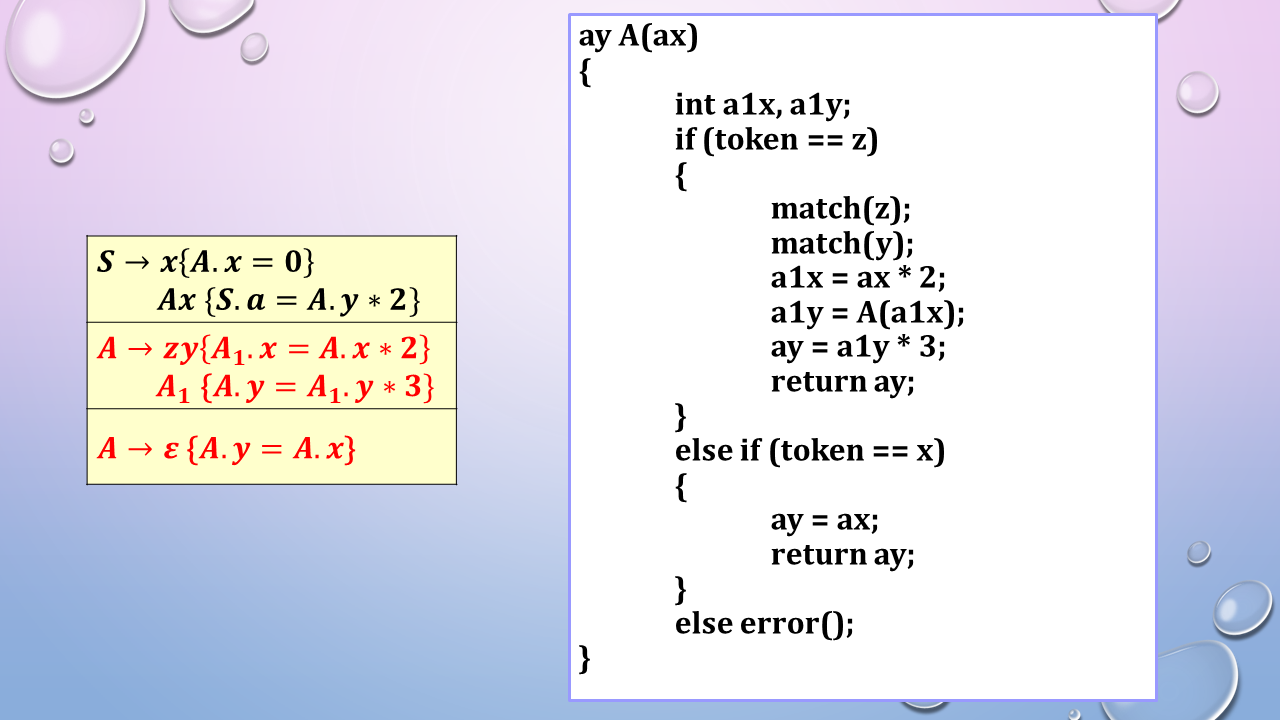 S → x{A.x = 0}
Ax {S.a = A.y ∗ 2}
A → zy{A₁.x = A.x ∗ 2}
A₁ {A.y = A₁.y ∗ 3}
A → ε {A.y = A.x}
ay A(ax)
{
int a1x, a1y;
if (token == z)
{
match(z);
match(y);
a1x = ax * 2;
a1y = A(a1x);
ay = a1y * 3;
return ay;
}
else if (token == x)
{
ay = ax;
return ay;
}
else error();
}